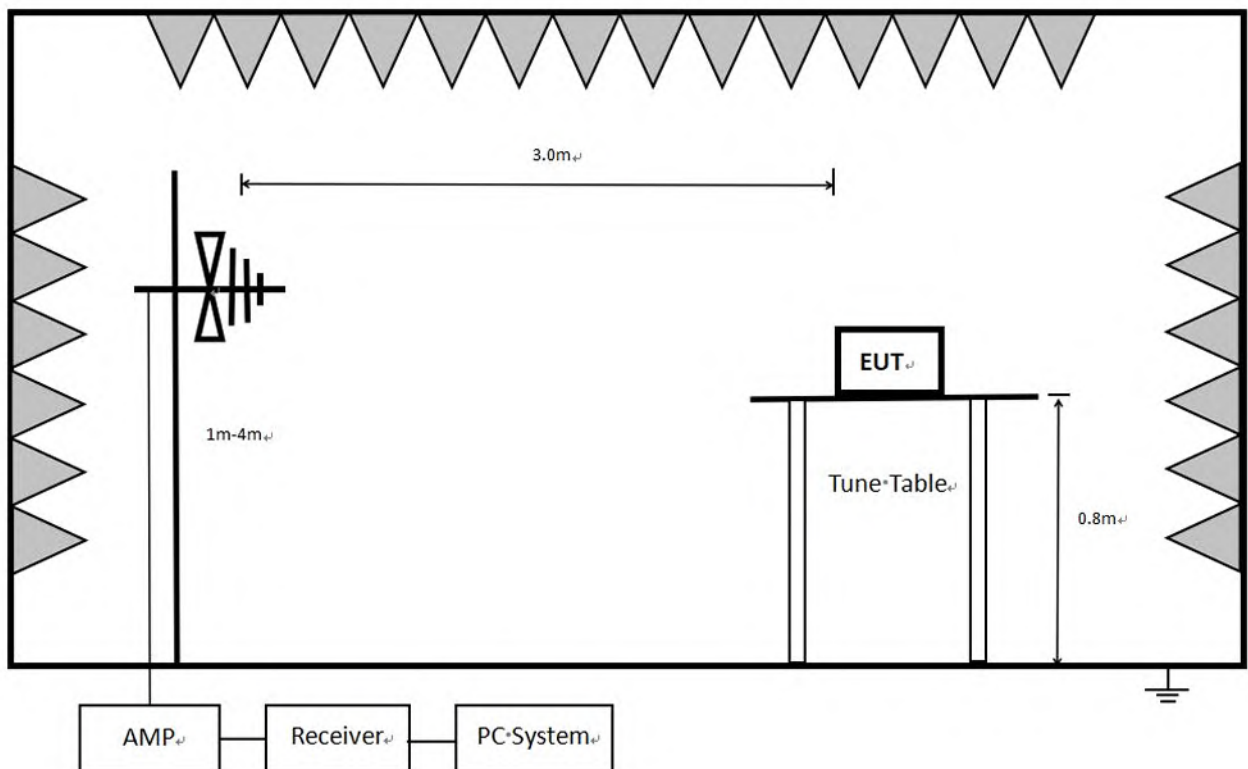 3.0m↵
EUT↵
1m-4m↵
Tune·Table↵
0.8m↵
AMP↵
Receiver↵
PC·System↵